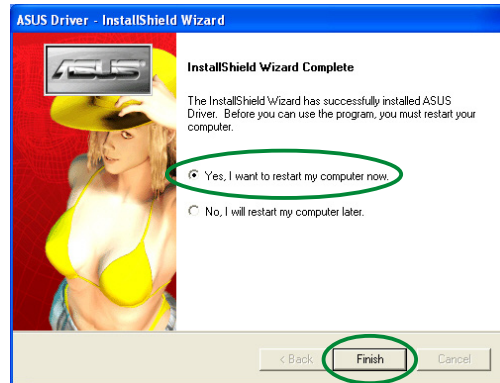 ASUS Driver - InstallShield Wizard
ASUS
InstallShield Wizard Complete
The InstallShield Wizard has successfully installed ASUS
Driver. Before you can use the program, you must restart your
computer.
Yes, I want to restart my computer now.
No, I will restart my computer later.
< Back
Finish
Cancel